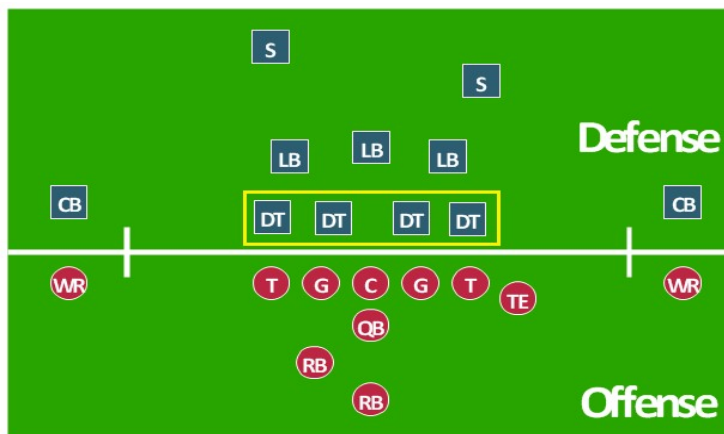 S
S
Defense
LB LB LB
CB DT DT DT DT CB
WR T G C G T TE WR
QB
RB
RB
Offense